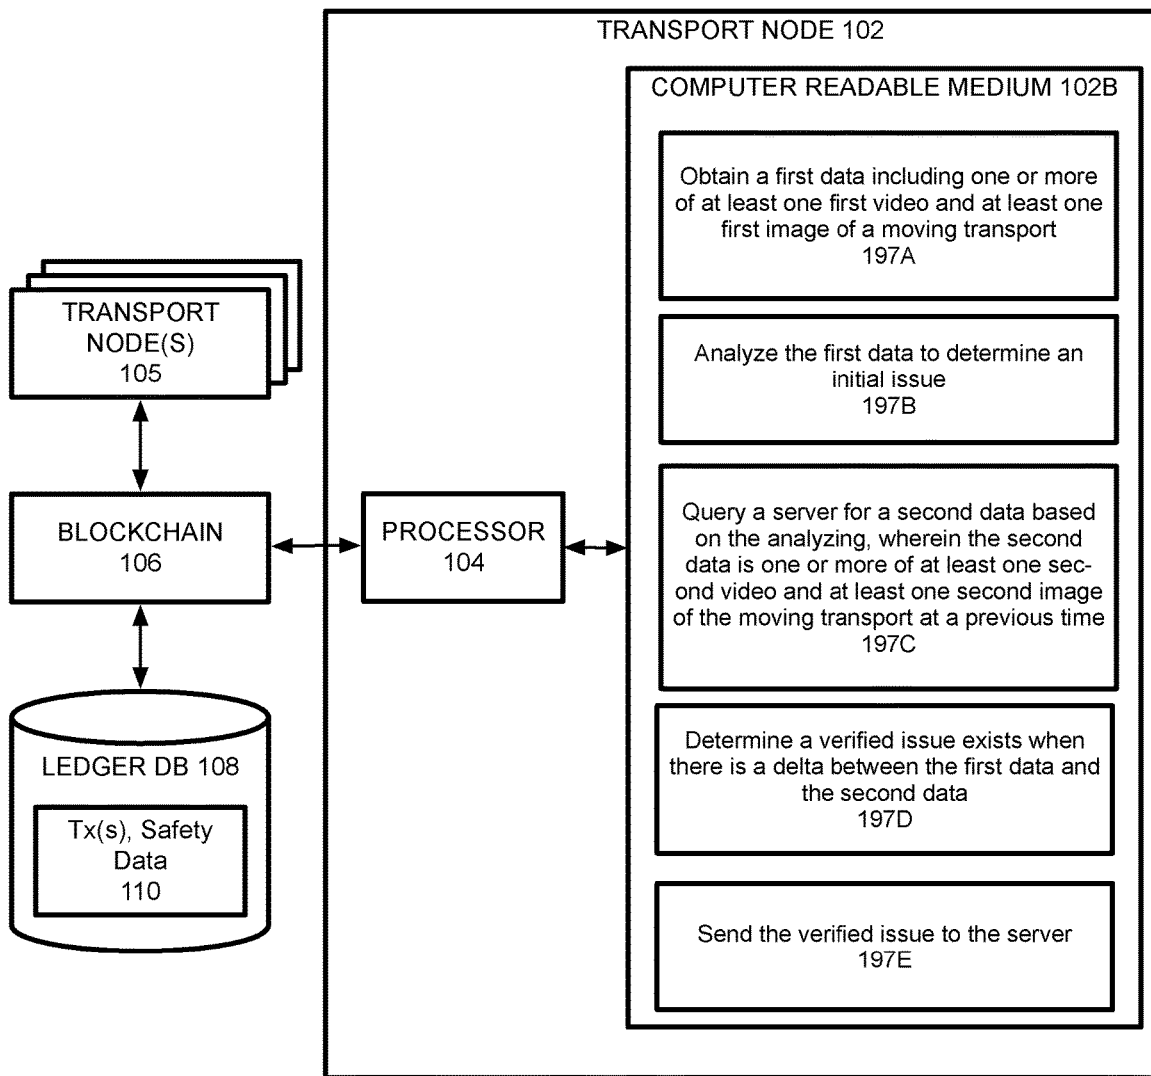 TRANSPORT NODE 102
COMPUTER READABLE MEDIUM 102B
Obtain a first data including one or more
of at least one first video and at least one
first image of a moving transport
197A
Analyze the first data to determine an
initial issue
197B
Query a server for a second data based
on the analyzing, wherein the second
data is one or more of at least one sec-
ond video and at least one second image
of the moving transport at a previous time
197C
Determine a verified issue exists when
there is a delta between the first data and
the second data
197D
Send the verified issue to the server
197E
PROCESSOR
104
TRANSPORT
NODE(S)
105
BLOCKCHAIN
106
LEDGER DB 108
Tx(s), Safety
Data
110